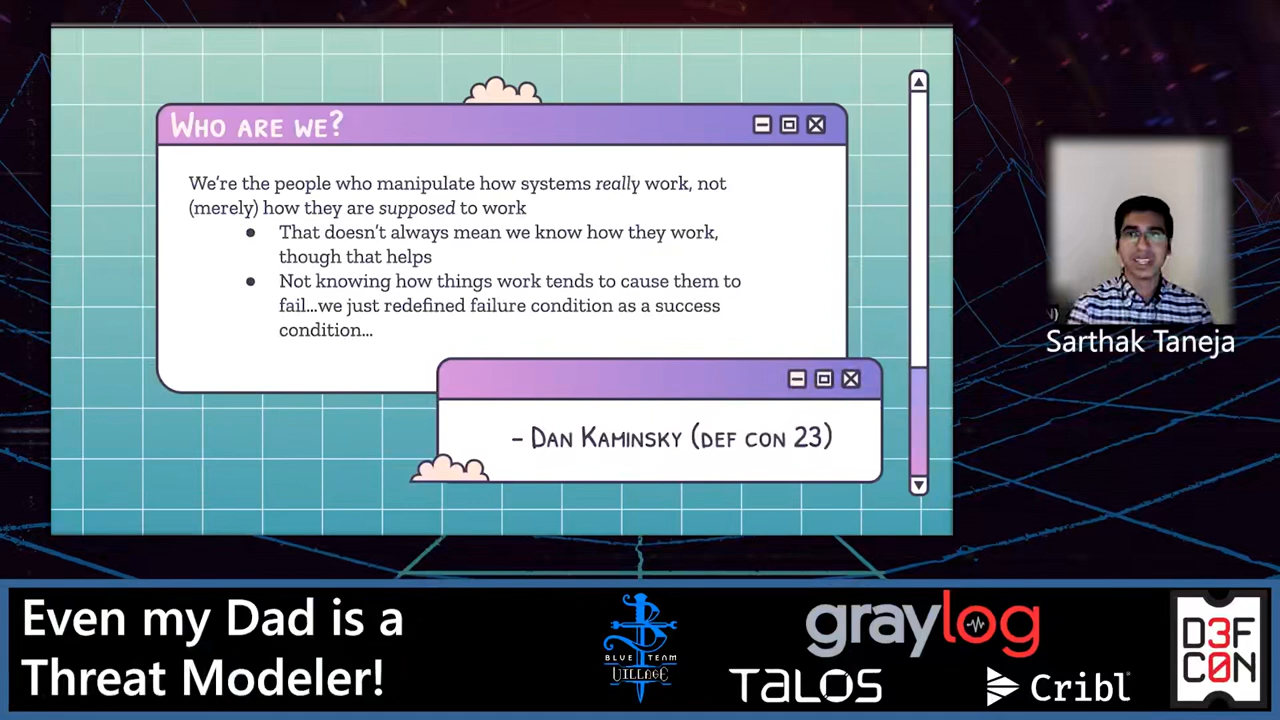 WHO ARE WE?
We're the people who manipulate how systems really work, not
(merely) how they are supposed to work
● That doesn't always mean we know how they work,
though that helps
● Not knowing how things work tends to cause them to
fail...we just redefined failure condition as a success
condition...
– DAN KAMINSKY (DEF CON 23)
Sarthak Taneja
Even my Dad is a
Threat Modeler!
BLUE TEAM
VILLAGE
graylog
TALOS
Cribl
D3F
C0N